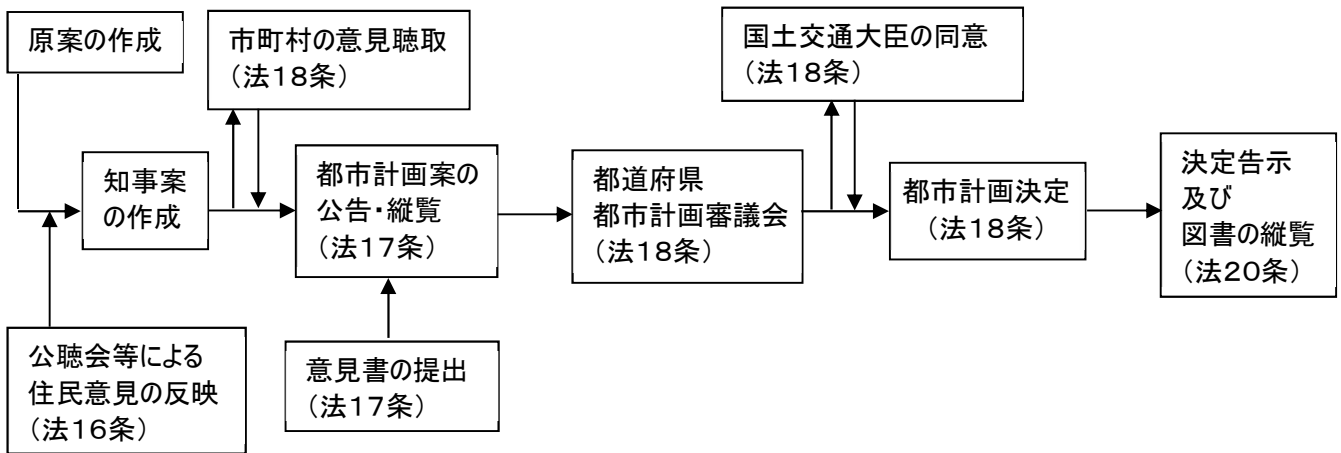 原案の作成
市町村の意見聴取
(法18条)
国土交通大臣の同意
(法18条)
知事案
の作成
都市計画案の
公告・縦覧
(法17条)
都道府県
都市計画審議会
(法18条)
都市計画決定
(法18条)
決定告示
及び
図書の縦覧
(法20条)
公聴会等による
住民意見の反映
(法16条)
意見書の提出
(法17条)